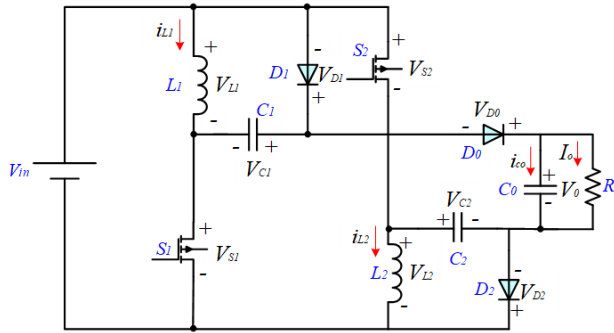 +
- S2 +
iL1
+
D1 VD1
VS2
L1
VL1
C1
-
+
VD0
-
- +
- +
D0
ico
Io
Vin
VC1
+
C0
V0
R
VC2
-
+
iL2
+ -
S1
VS1
+
C2
-
L2
VL2
D2
VD2
-
-
+